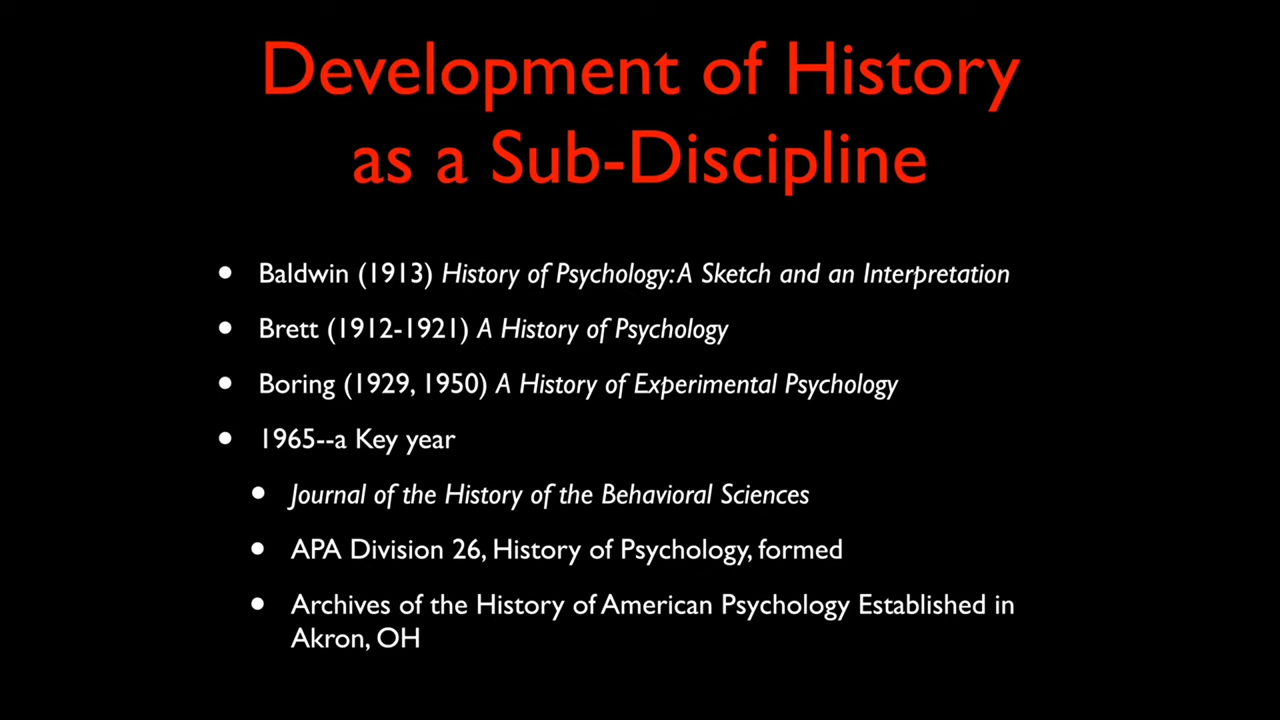 Development of History
as a Sub-Discipline
• Baldwin (1913) History of Psychology: A Sketch and an Interpretation
• Brett (1912-1921) A History of Psychology
• Boring (1929, 1950) A History of Experimental Psychology
• 1965--a Key year
• Journal of the History of the Behavioral Sciences
• APA Division 26, History of Psychology, formed
• Archives of the History of American Psychology Established in
Akron, OH